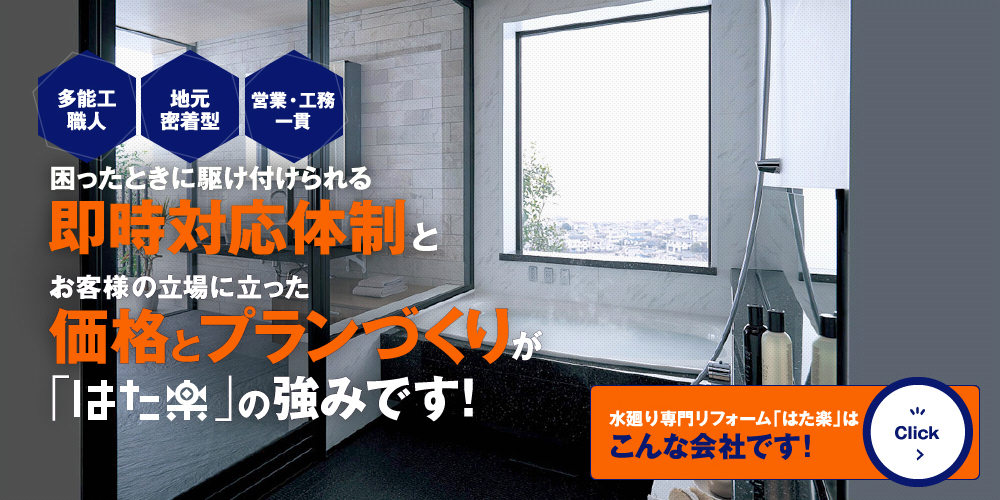 多能工
職人
地元
密着型
営業・工務
一貫
困ったときに駆け付けられる
即時対応体制と
お客様の立場に立った
価格とプランづくりが
「はた楽」の強みです!
水廻り専門リフォーム「はた楽」は
こんな会社です!
Click